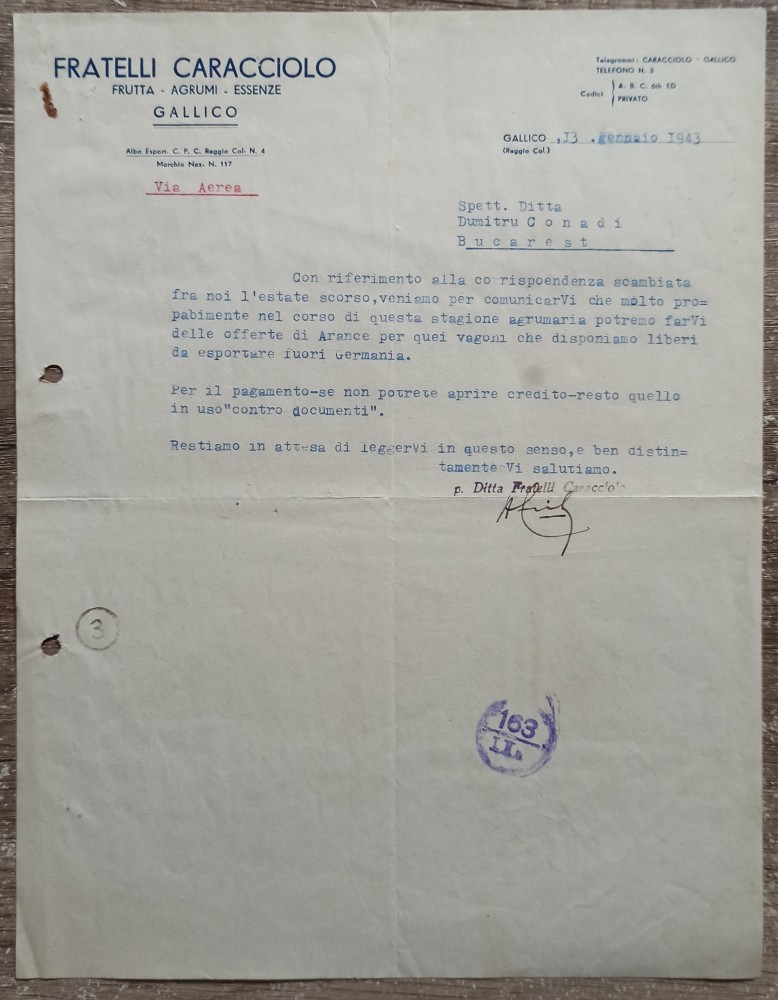 FRATELLI CARACCIOLO
FRUTTA - AGRUMI - ESSENZE
GALLICO
Albo Esport. C. P. C. Reggio Cal. N. 4
Marchio Naz. N. 117
Via Aerea
Telegrammi: CARACCIOLO - GALLICO
TELEFONO N. 3
Codici
A. B. C. 6th ED
PRIVATO
GALLICO ,13 .gennaio 1943
(Reggio Cal.)
Spett. Ditta
Dumitru C o n a d i
B u c a r e s t
Con riferimento alla co rispoendenza scambiata
fra noi l'estate scorso,veniamo per comunicarVi che molto pro=
pabimente nel corso di questa stagione agrumaria potremo farVi
delle offerte di Arance per quei vagoni che disponiamo liberi
da esportare fuori Germania.
Per il pagamento-se non potrete aprire credito-resto quello
in uso"contro documenti".
Restiamo in attesa di leggerVi in questo senso,e ben distin=
tamente Vi salutiamo.
p. Ditta Fratelli Caracciolo
3
163